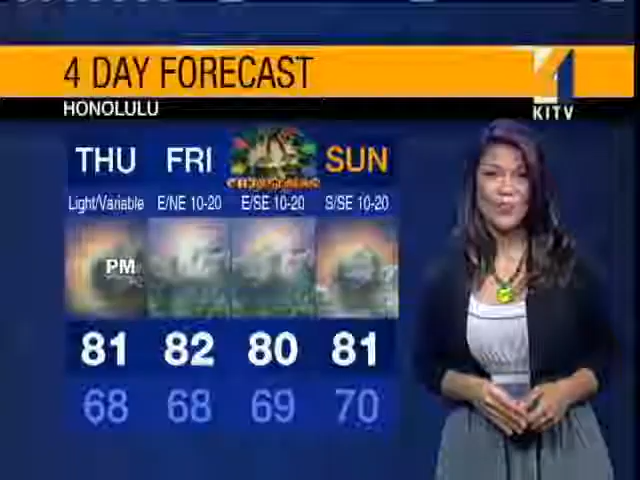 4 DAY FORECAST
HONOLULU
4
KITV
THU FRI SUN
Light/Variable E/NE 10-20 E/SE 10-20 S/SE 10-20
PM
81 82 80 81
68 68 69 70